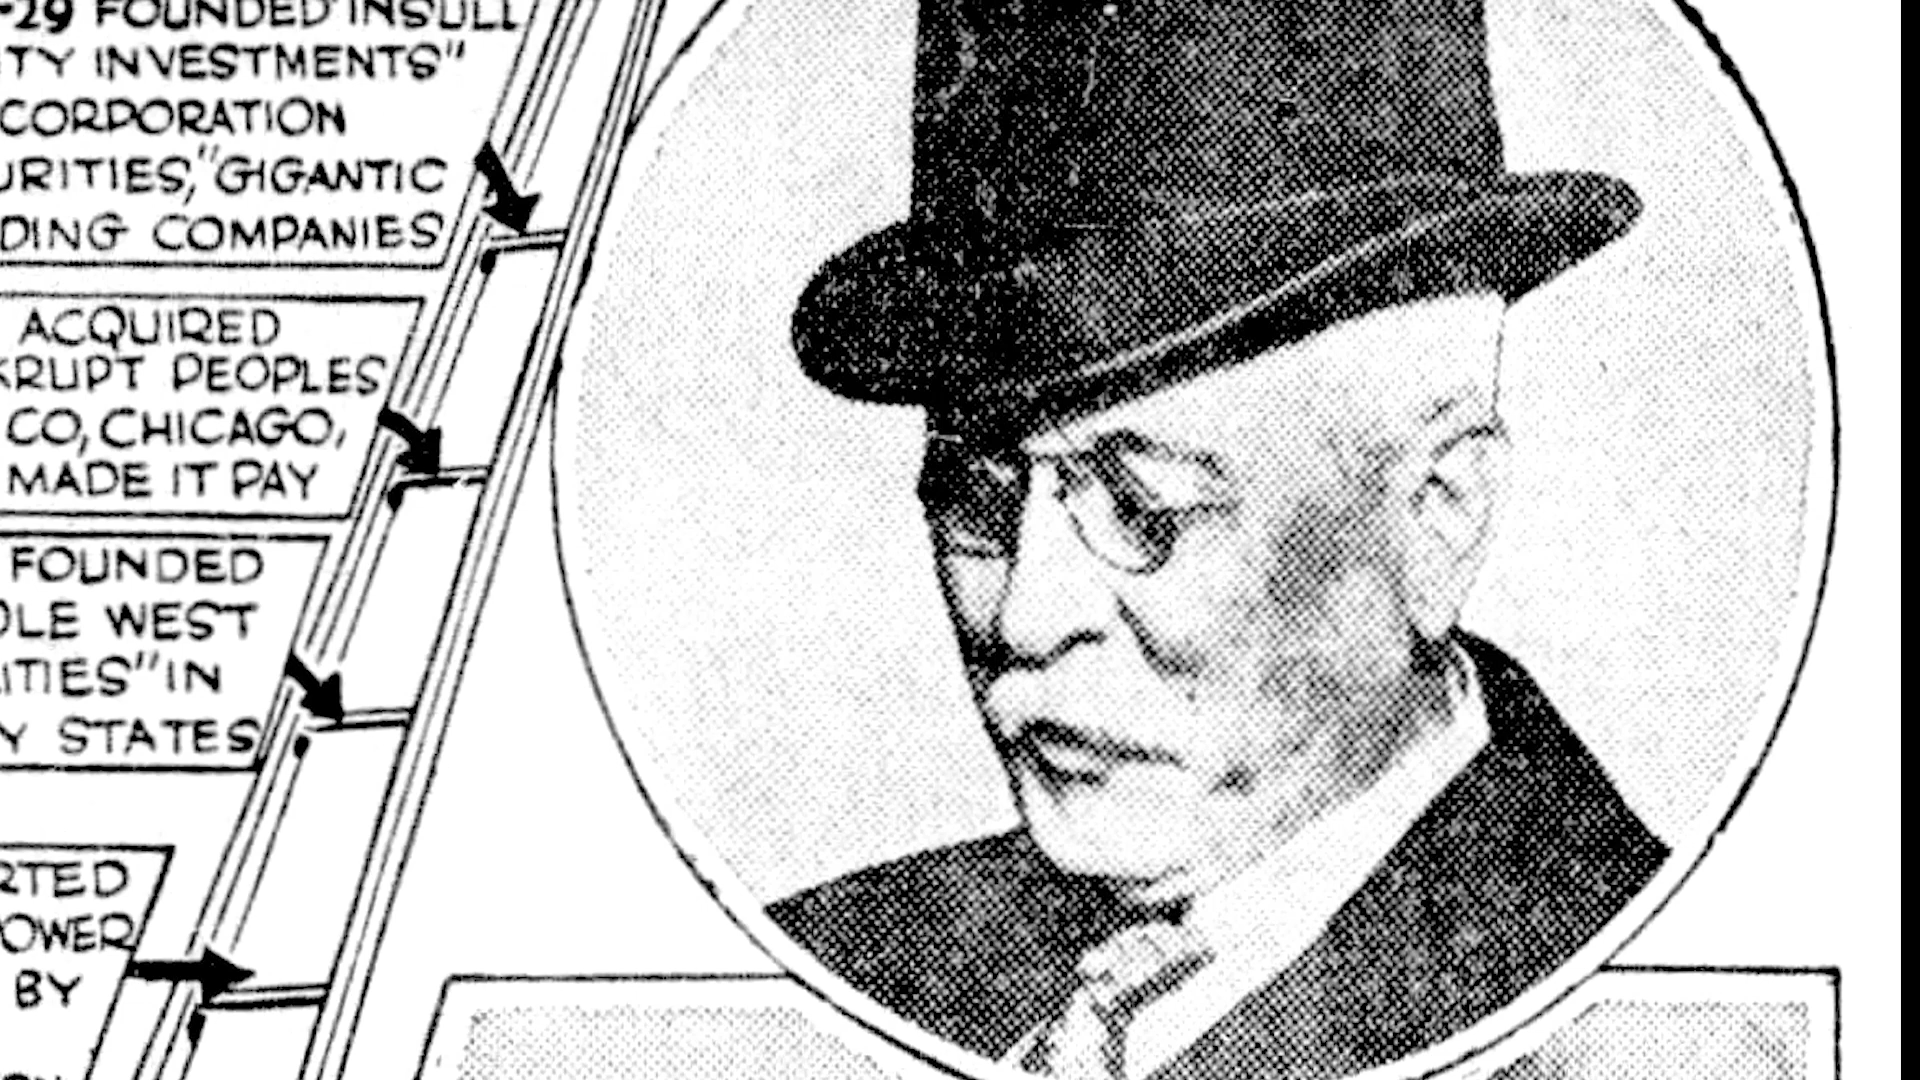 -29 FOUNDED INSULL
TY INVESTMENTS"
CORPORATION
URITIES," GIGANTIC
DING COMPANIES
ACQUIRED
KRUPT PEOPLES
CO, CHICAGO,
MADE IT PAY
FOUNDED
DLE WEST
ITIES" IN
Y STATES
RTED
OWER
BY